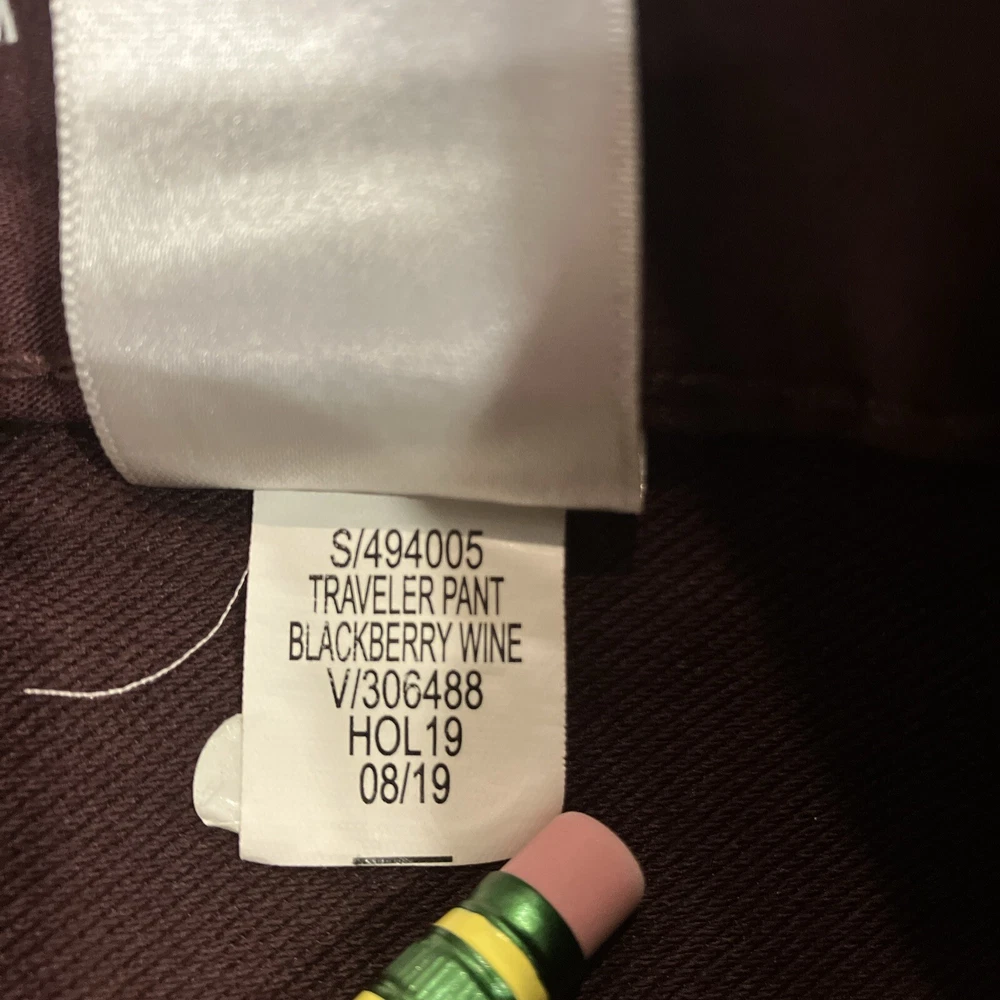 S/494005
TRAVELER PANT
BLACKBERRY WINE
V/306488
HOL19
08/19